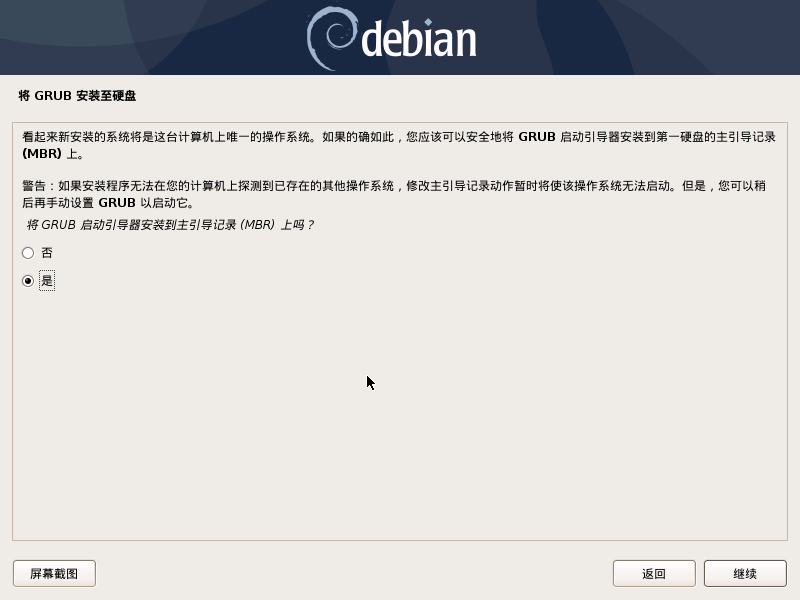 debian
将 GRUB 安装至硬盘
看起来新安装的系统将是这台计算机上唯一的操作系统。如果的确如此，您应该可以安全地将 GRUB 启动引导器安装到第一硬盘的主引导记录
(MBR) 上。
警告：如果安装程序无法在您的计算机上探测到已存在的其他操作系统，修改主引导记录动作暂时将使该操作系统无法启动。但是，您可以稍
后再手动设置 GRUB 以启动它。
将 GRUB 启动引导器安装到主引导记录 (MBR) 上吗？
否
是
屏幕截图
返回
继续